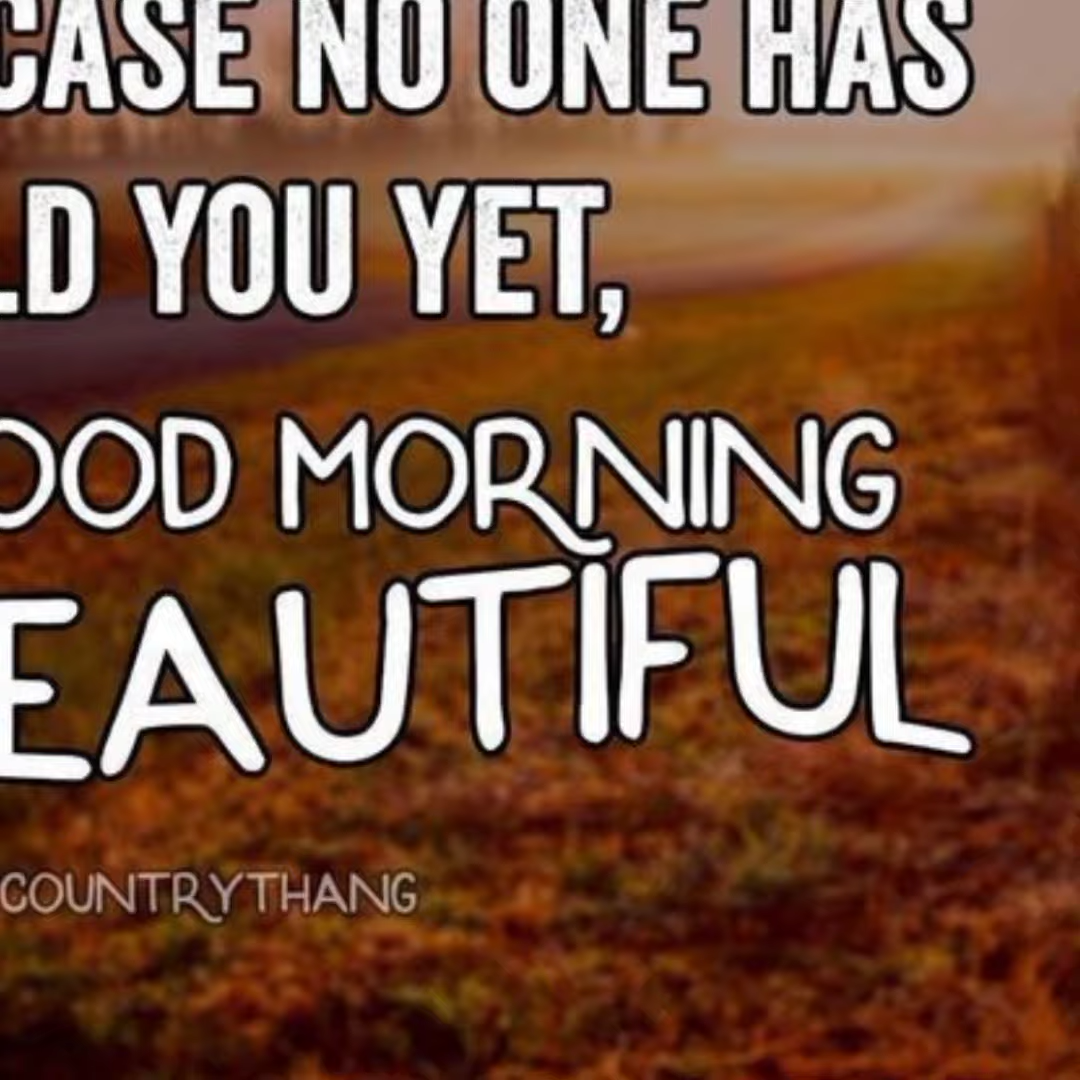 CASE NO ONE HAS
LD YOU YET,
OOD MORNING
EAUTIFUL
COUNTRYTHANG